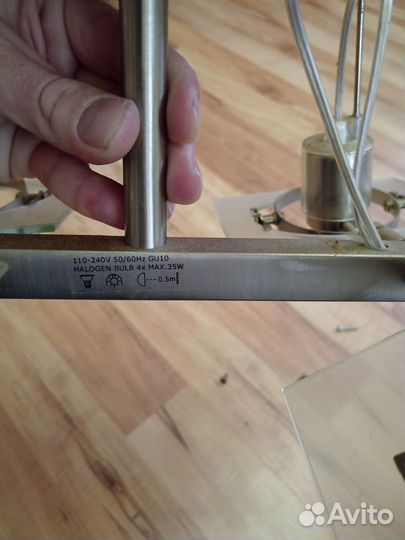 110-240V 50/60Hz GU10
HALOGEN BULB 4x MAX.35W
0.5m
Avito